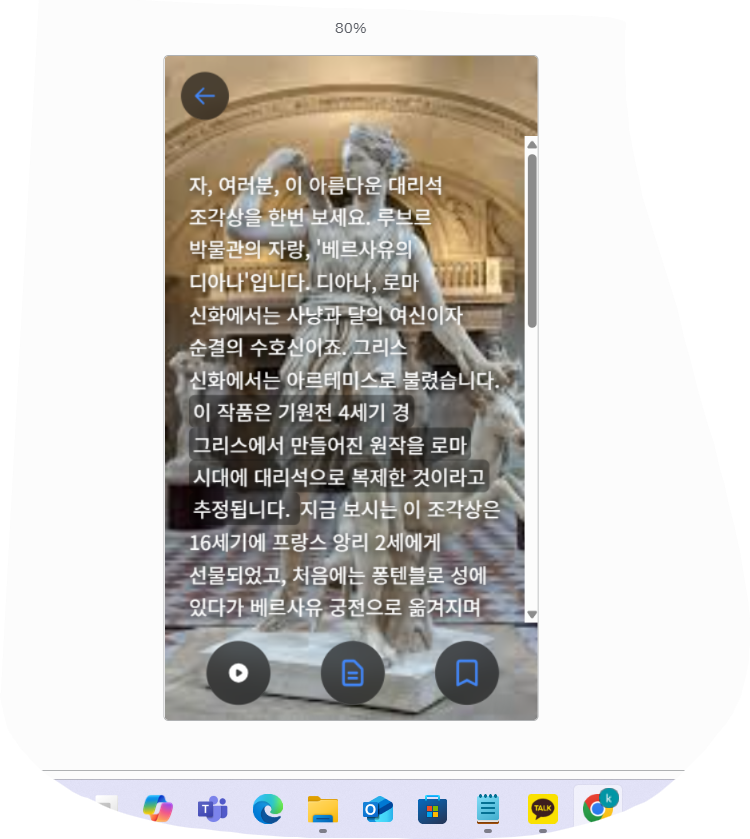 80%
자, 여러분, 이 아름다운 대리석
조각상을 한번 보세요. 루브르
박물관의 자랑, '베르사유의
디아나'입니다. 디아나, 로마
신화에서는 사냥과 달의 여신이자
순결의 수호신이죠. 그리스
신화에서는 아르테미스로 불렸습니다.
이 작품은 기원전 4세기 경
그리스에서 만들어진 원작을 로마
시대에 대리석으로 복제한 것이라고
추정됩니다. 지금 보시는 이 조각상은
16세기에 프랑스 앙리 2세에게
선물되었고, 처음에는 퐁텐블로 성에
있다가 베르사유 궁전으로 옮겨지며
T
O
TALK
k